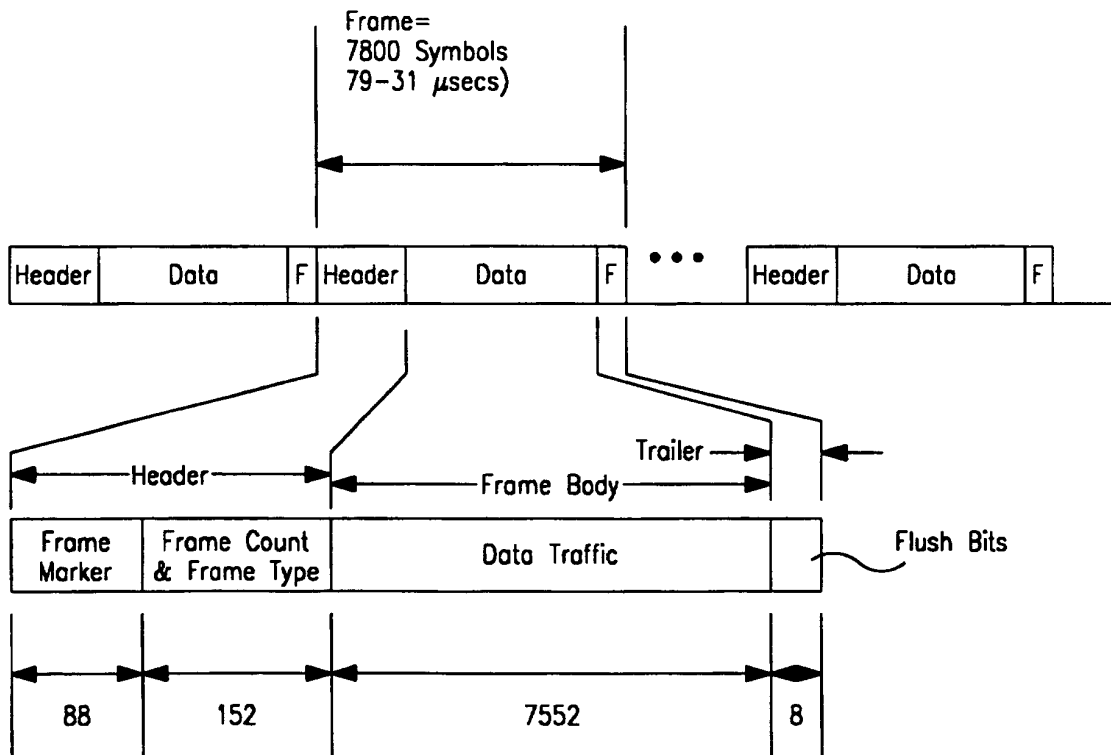 Frame=
7800 Symbols
79-31 μsecs)
Header Data F Header Data F ••• Header Data F
Trailer
Header
Frame Body
Frame Marker
Frame Count & Frame Type
Data Traffic
Flush Bits
88 152 7552 8